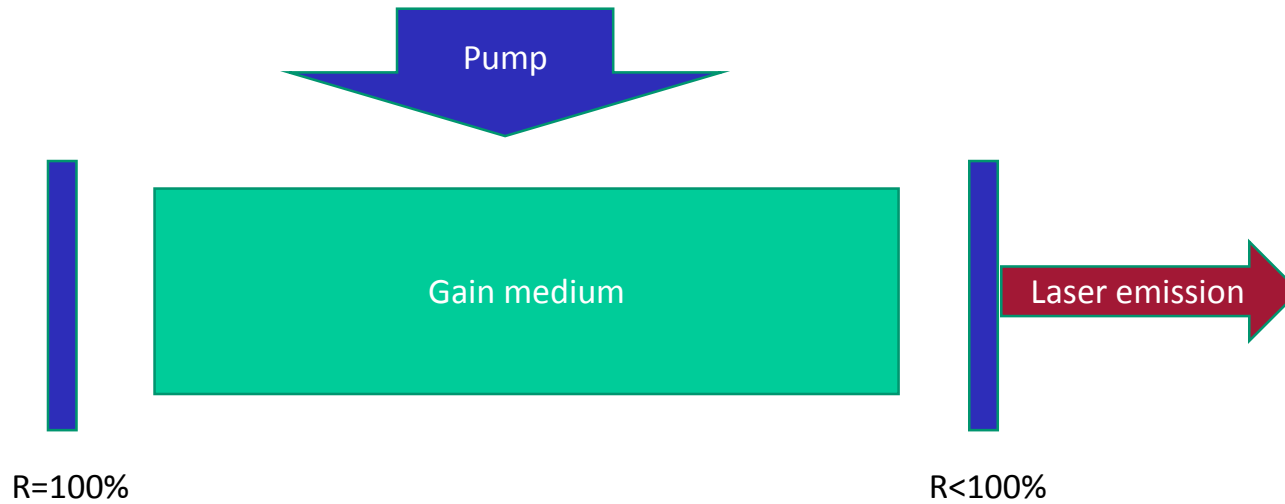 Pump
Gain medium
Laser emission
R=100%
R<100%